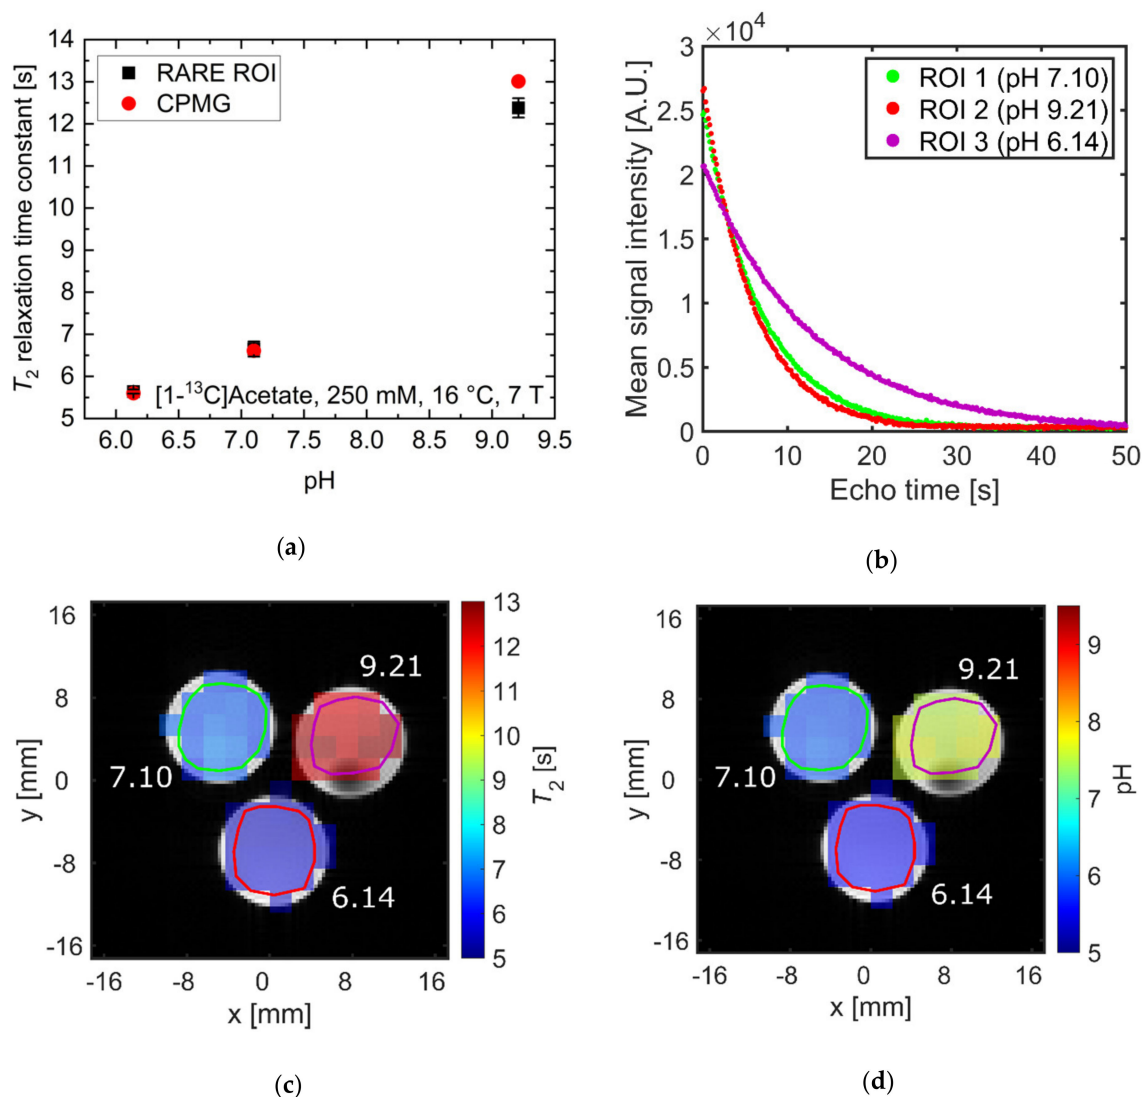 14
13
12
11
10
9
8
7
6
5
T2 relaxation time constant [s]
RARE ROI
CPMG
[1-13C]Acetate, 250 mM, 16 °C, 7 T
6.0 6.5 7.0 7.5 8.0 8.5 9.0 9.5
pH
(a)
×10⁴
3
2.5
2
1.5
1
0.5
0
Mean signal intensity [A.U.]
ROI 1 (pH 7.10)
ROI 2 (pH 9.21)
ROI 3 (pH 6.14)
0 10 20 30 40 50
Echo time [s]
(b)
16
8
0
-8
-16
y [mm]
9.21
7.10
6.14
-16 -8 0 8 16
x [mm]
13
12
11
10
9
8
7
6
5
T2 [s]
(c)
16
8
0
-8
-16
y [mm]
9.21
7.10
6.14
-16 -8 0 8 16
x [mm]
9
8
7
6
5
pH
(d)